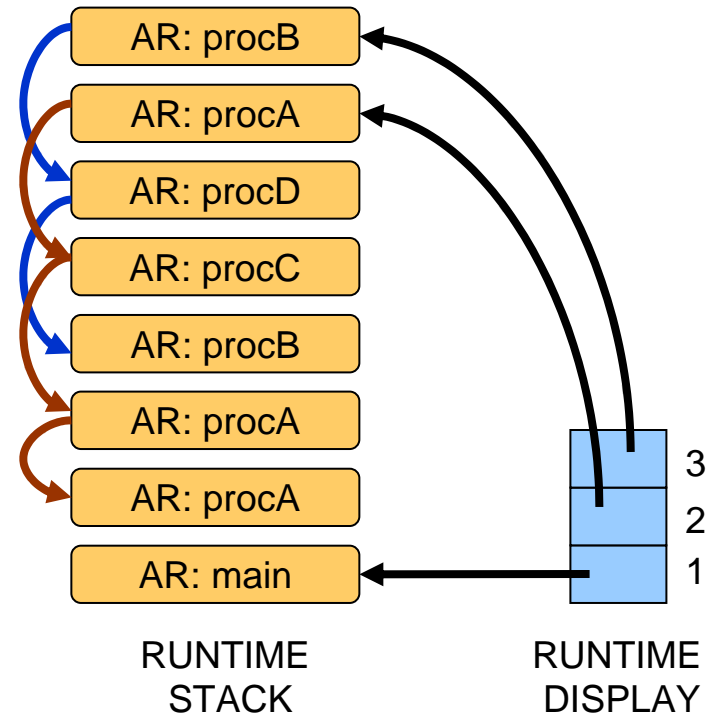 AR: procB
AR: procA
AR: procD
AR: procC
AR: procB
AR: procA
AR: procA
AR: main
3
2
1
RUNTIME
STACK
RUNTIME
DISPLAY